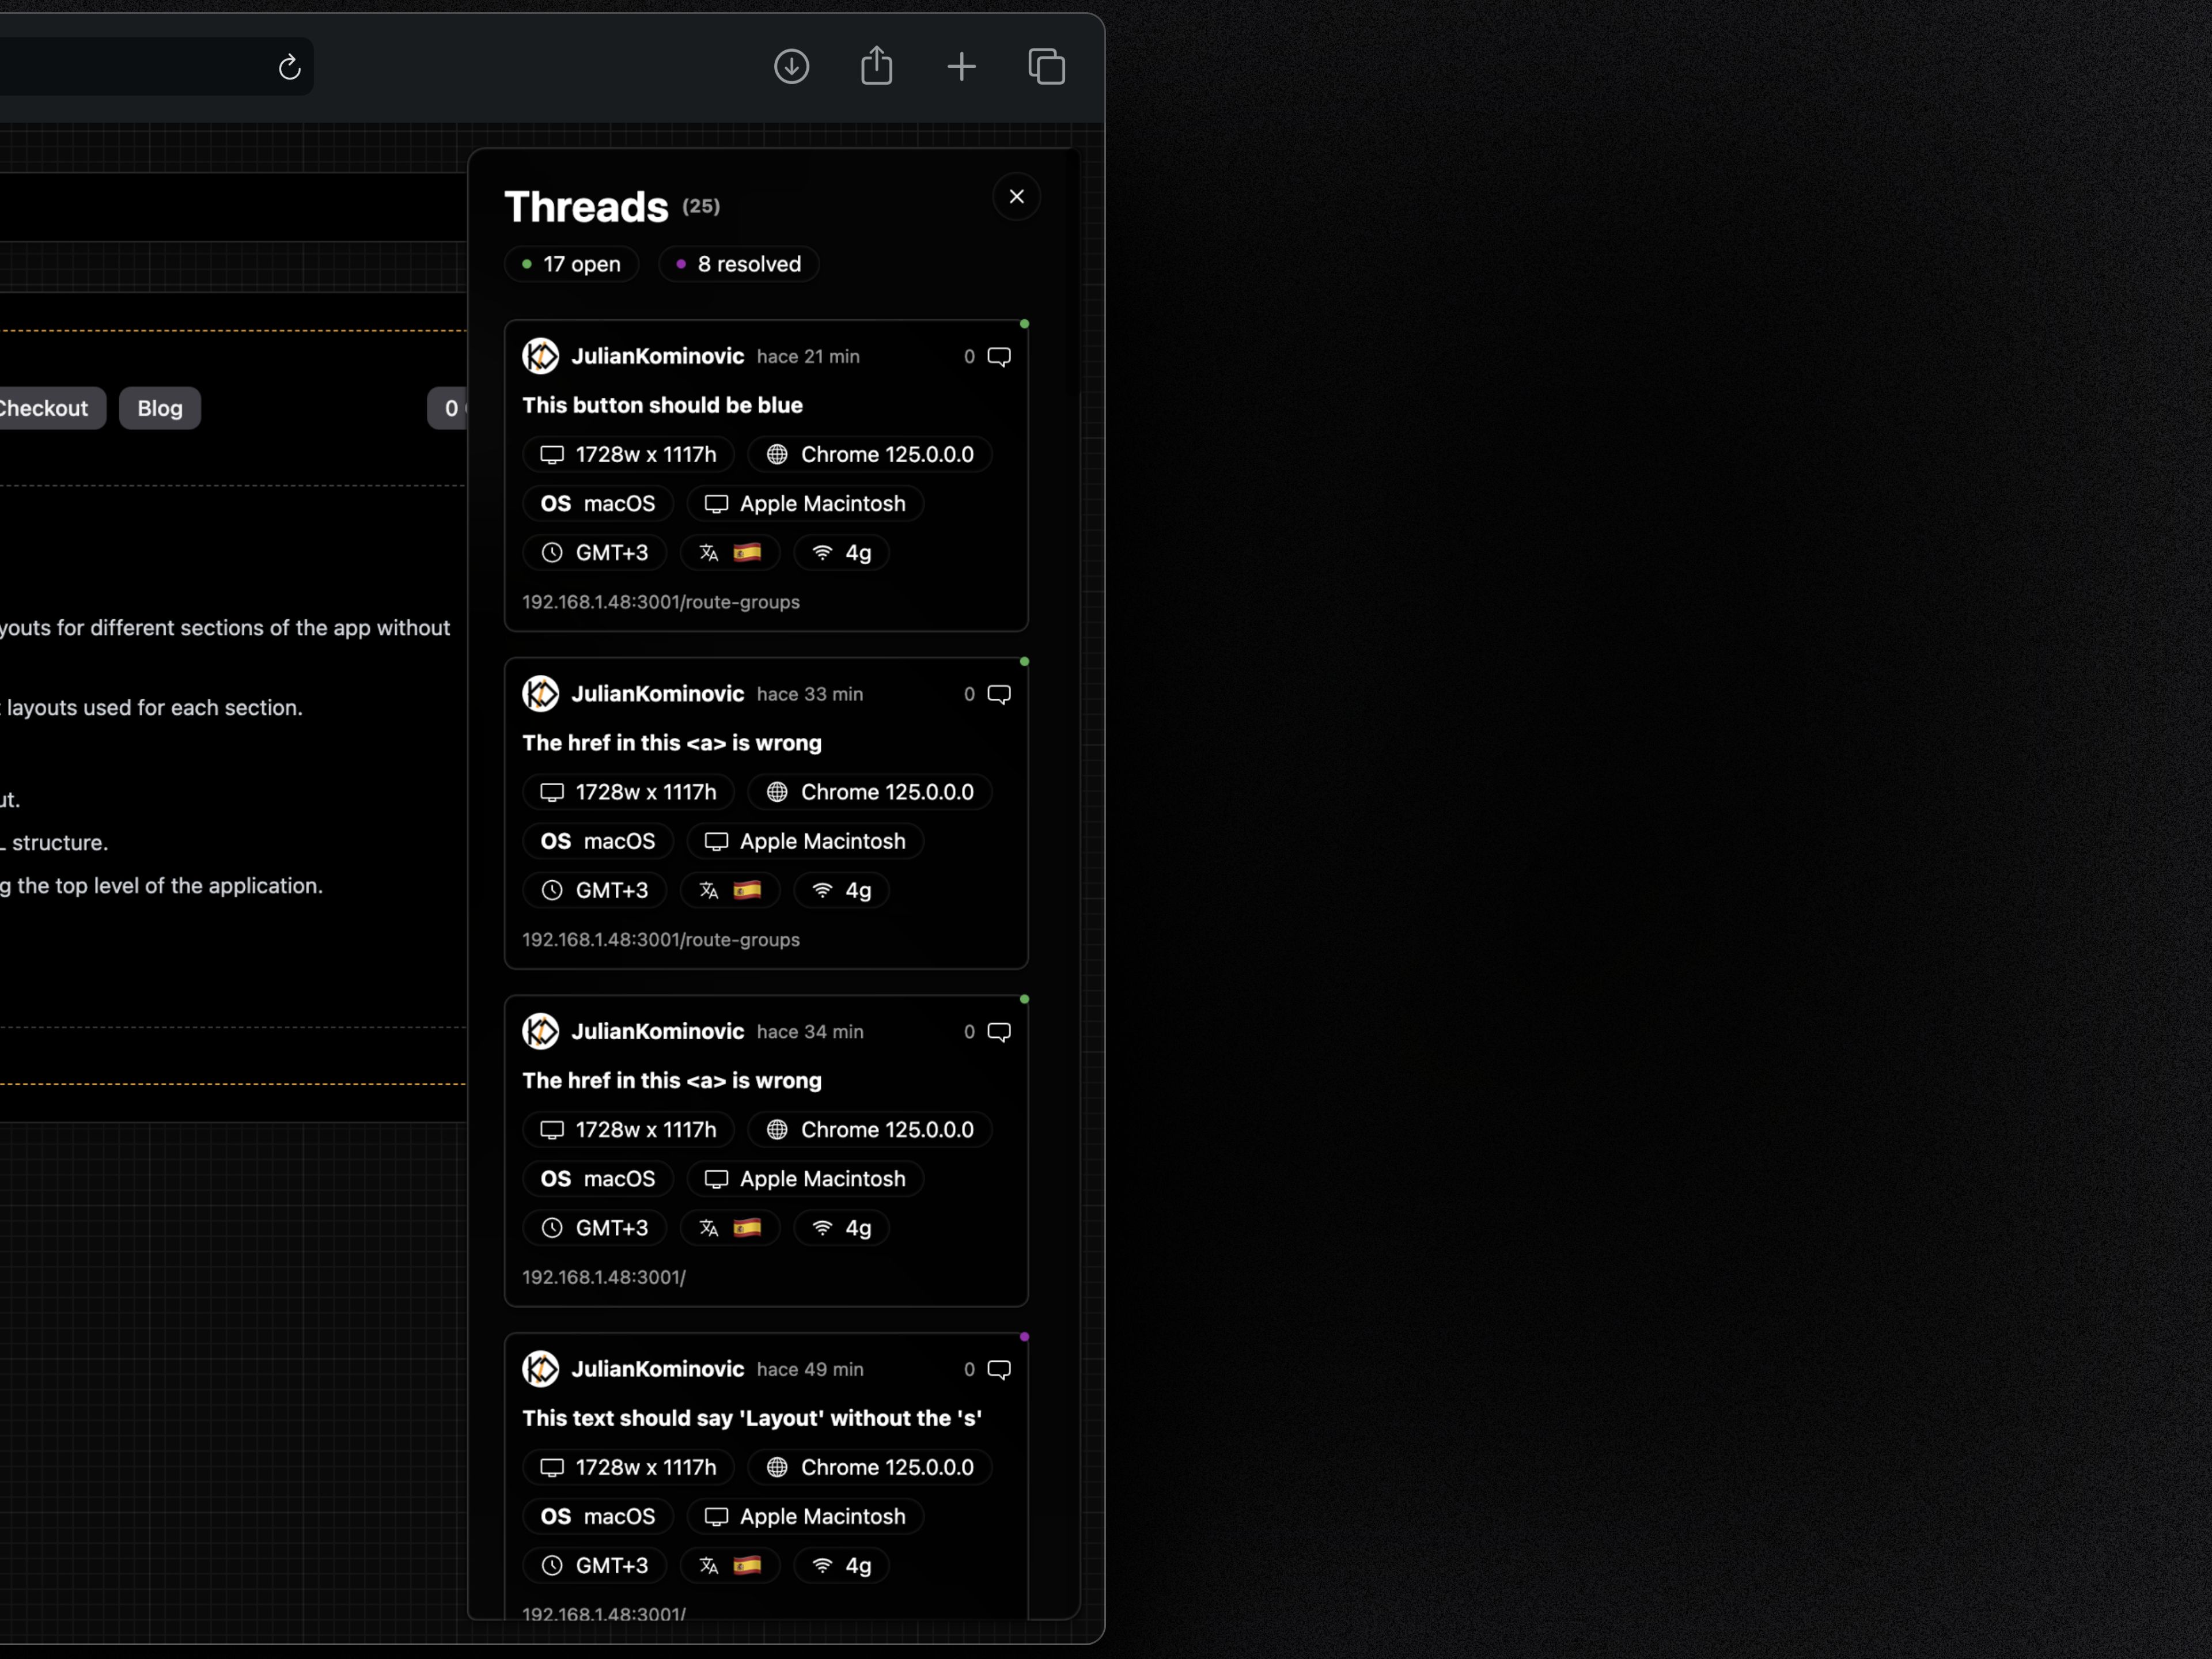 Threads (25)
17 open
8 resolved
Checkout
Blog
0
youts for different sections of the app without
layouts used for each section.
ut.
structure.
g the top level of the application.
JulianKominovic hace 21 min 0
This button should be blue
1728w x 1117h Chrome 125.0.0.0
OS macOS Apple Macintosh
GMT+3 4g
192.168.1.48:3001/route-groups
JulianKominovic hace 33 min 0
The href in this <a> is wrong
1728w x 1117h Chrome 125.0.0.0
OS macOS Apple Macintosh
GMT+3 4g
192.168.1.48:3001/route-groups
JulianKominovic hace 34 min 0
The href in this <a> is wrong
1728w x 1117h Chrome 125.0.0.0
OS macOS Apple Macintosh
GMT+3 4g
192.168.1.48:3001/
JulianKominovic hace 49 min 0
This text should say 'Layout' without the 's'
1728w x 1117h Chrome 125.0.0.0
OS macOS Apple Macintosh
GMT+3 4g
192.168.1.48:3001/